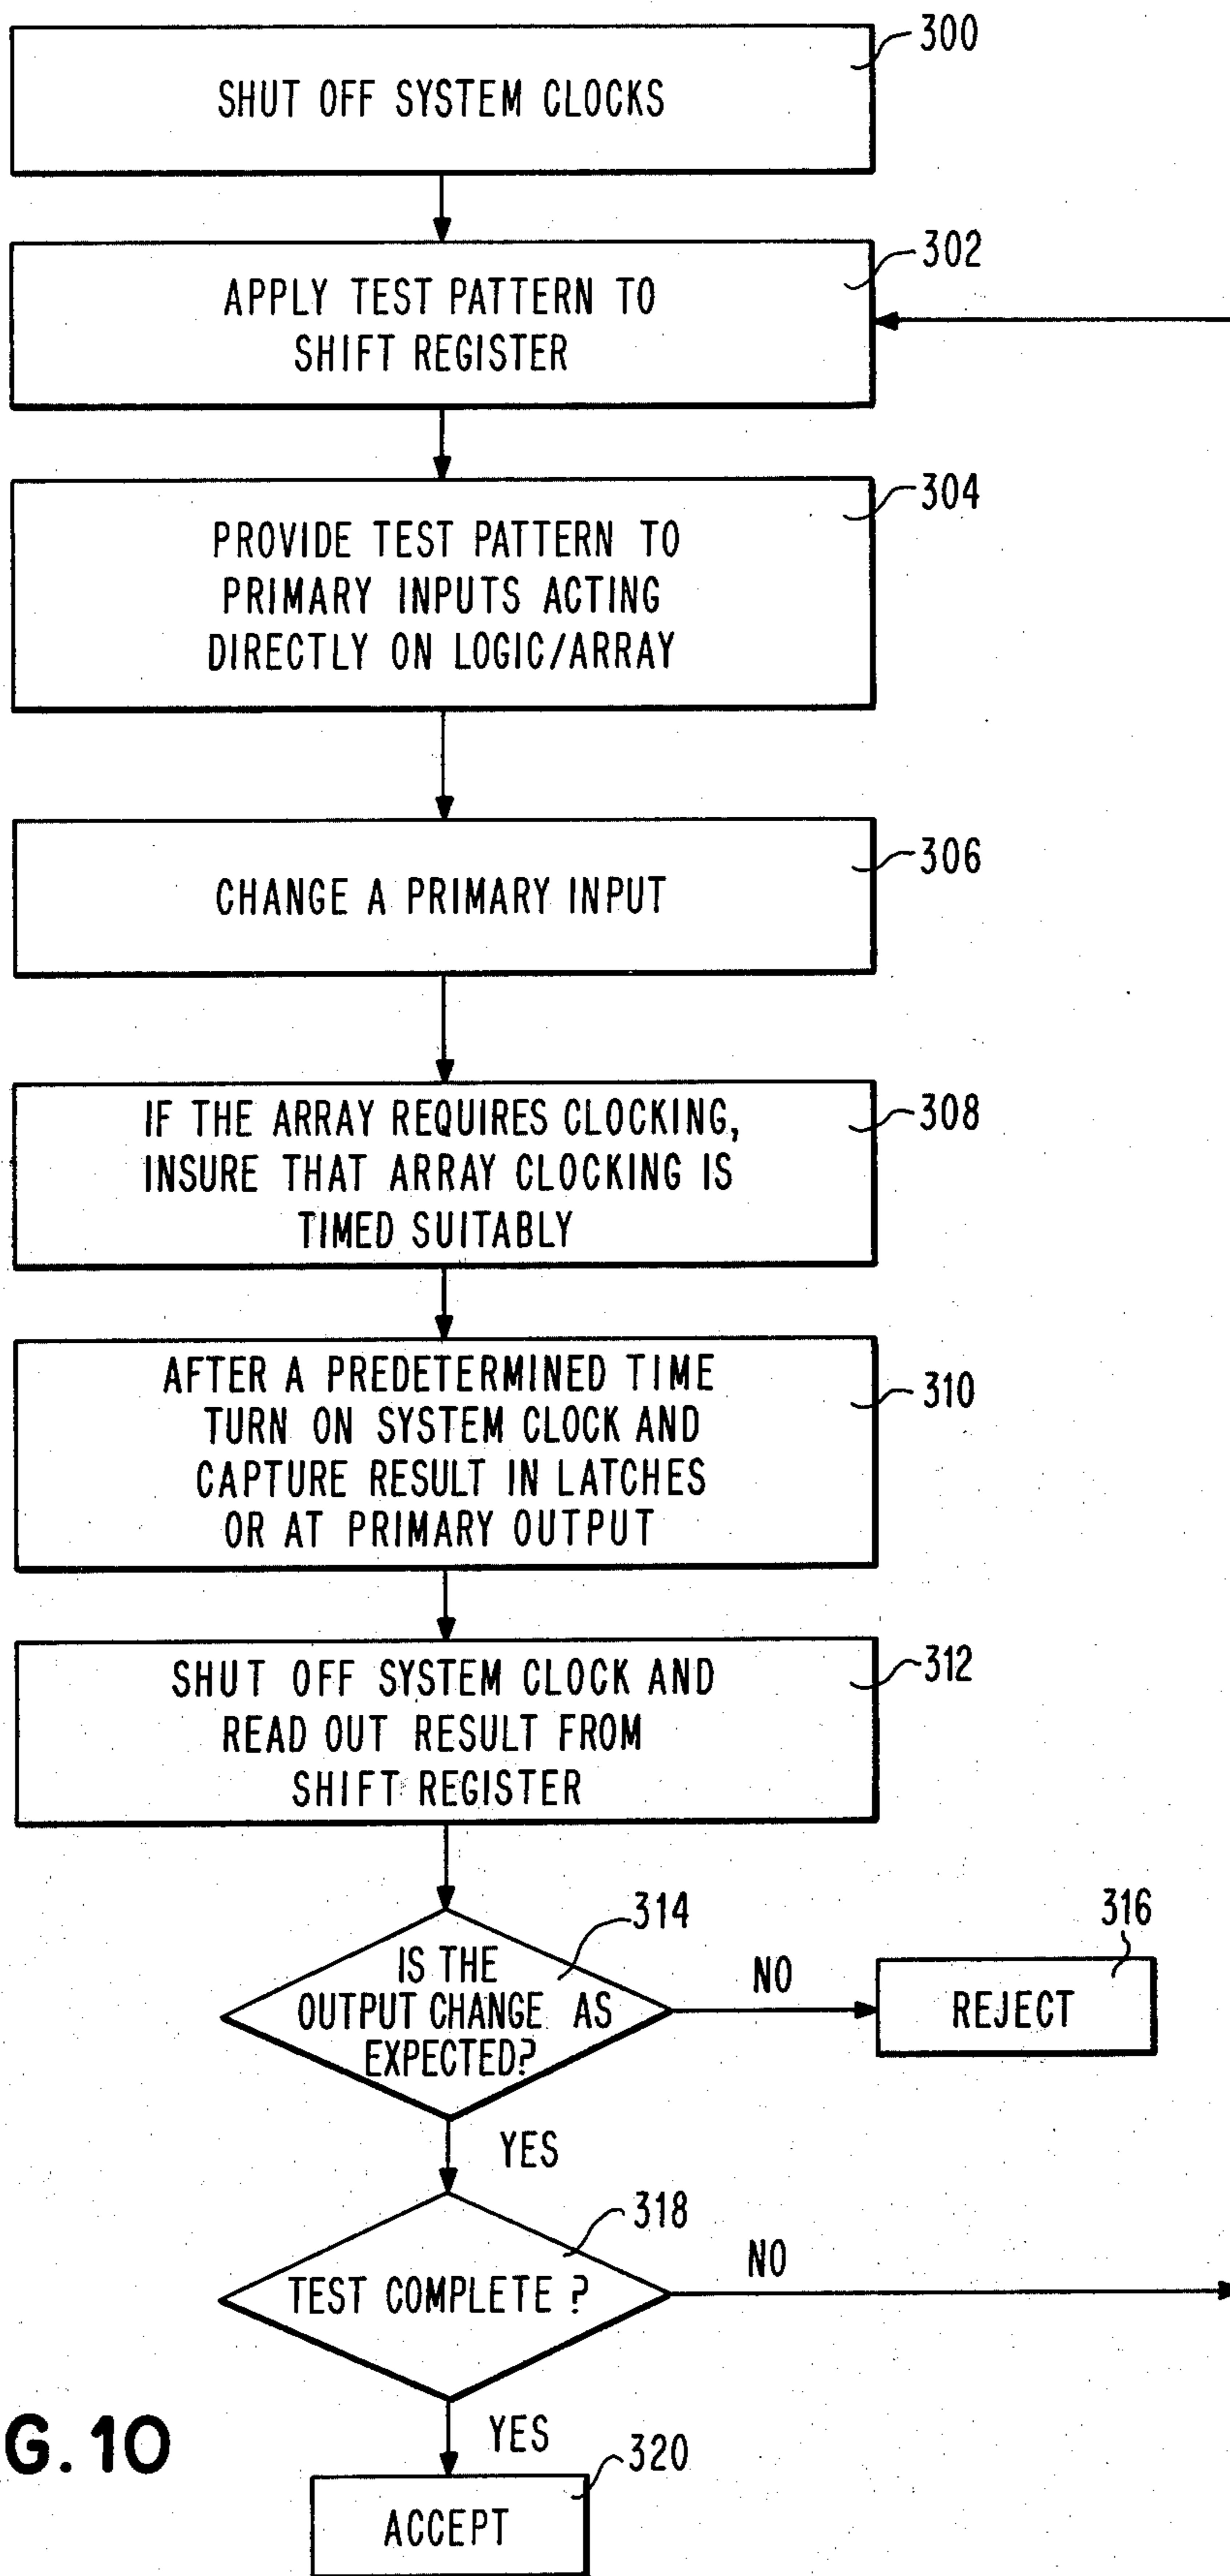 300
SHUT OFF SYSTEM CLOCKS
302
APPLY TEST PATTERN TO
SHIFT REGISTER
304
PROVIDE TEST PATTERN TO
PRIMARY INPUTS ACTING
DIRECTLY ON LOGIC/ARRAY
306
CHANGE A PRIMARY INPUT
308
IF THE ARRAY REQUIRES CLOCKING,
INSURE THAT ARRAY CLOCKING IS
TIMED SUITABLY
310
AFTER A PREDETERMINED TIME
TURN ON SYSTEM CLOCK AND
CAPTURE RESULT IN LATCHES
OR AT PRIMARY OUTPUT
312
SHUT OFF SYSTEM CLOCK AND
READ OUT RESULT FROM
SHIFT REGISTER
314
IS THE
OUTPUT CHANGE AS
EXPECTED?
NO
316
REJECT
YES
318
TEST COMPLETE ?
NO
YES
320
ACCEPT
G. 10